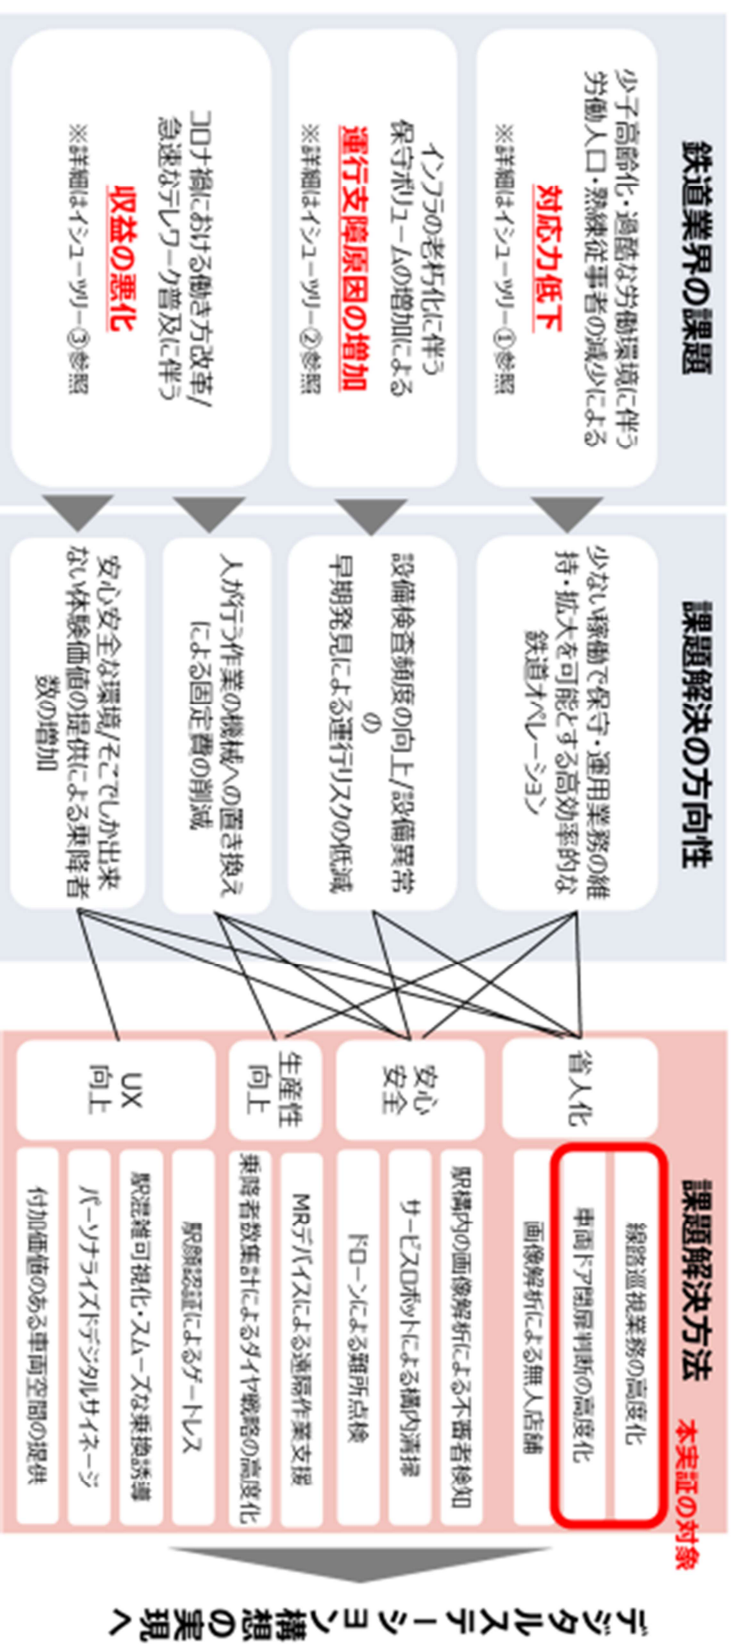 鉄道業界の課題
少子高齢化・過酷な労働環境に伴う
労働人口・熟練従事者の減少による
対応力低下
※詳細はイシューツリー①参照
インフラの老朽化に伴う
保守ボリュームの増加による
運行支障原因の増加
※詳細はイシューツリー②参照
コロナ禍における働き方改革/
急速なテレワーク普及に伴う
収益の悪化
※詳細はイシューツリー③参照
課題解決の方向性
少ない稼働で保守・運用業務の維
持・拡大を可能とする高効率的な
鉄道オペレーション
設備検査頻度の向上/設備異常
の
早期発見による運行リスクの低減
人が行う作業の機械への置き換え
による固定費の削減
安心安全な環境/そこでしか出来
ない体験価値の提供による乗降者
数の増加
課題解決方法
本実証の対象
省人化
線路巡視業務の高度化
車両ドア閉扉判断の高度化
画像解析による無人店舗
安心
安全
駅構内の画像解析による不審者検知
サービスロボットによる構内清掃
ドローンによる難所点検
生産性
向上
MRデバイスによる遠隔作業支援
乗降者数集計によるダイヤ戦略の高度化
UX
向上
駅顔認証によるゲートレス
駅混雑可視化・スムーズな乗換誘導
パーソナライズドデジタルサイネージ
付加価値のある車両空間の提供
デジタルステーション構想の実現へ